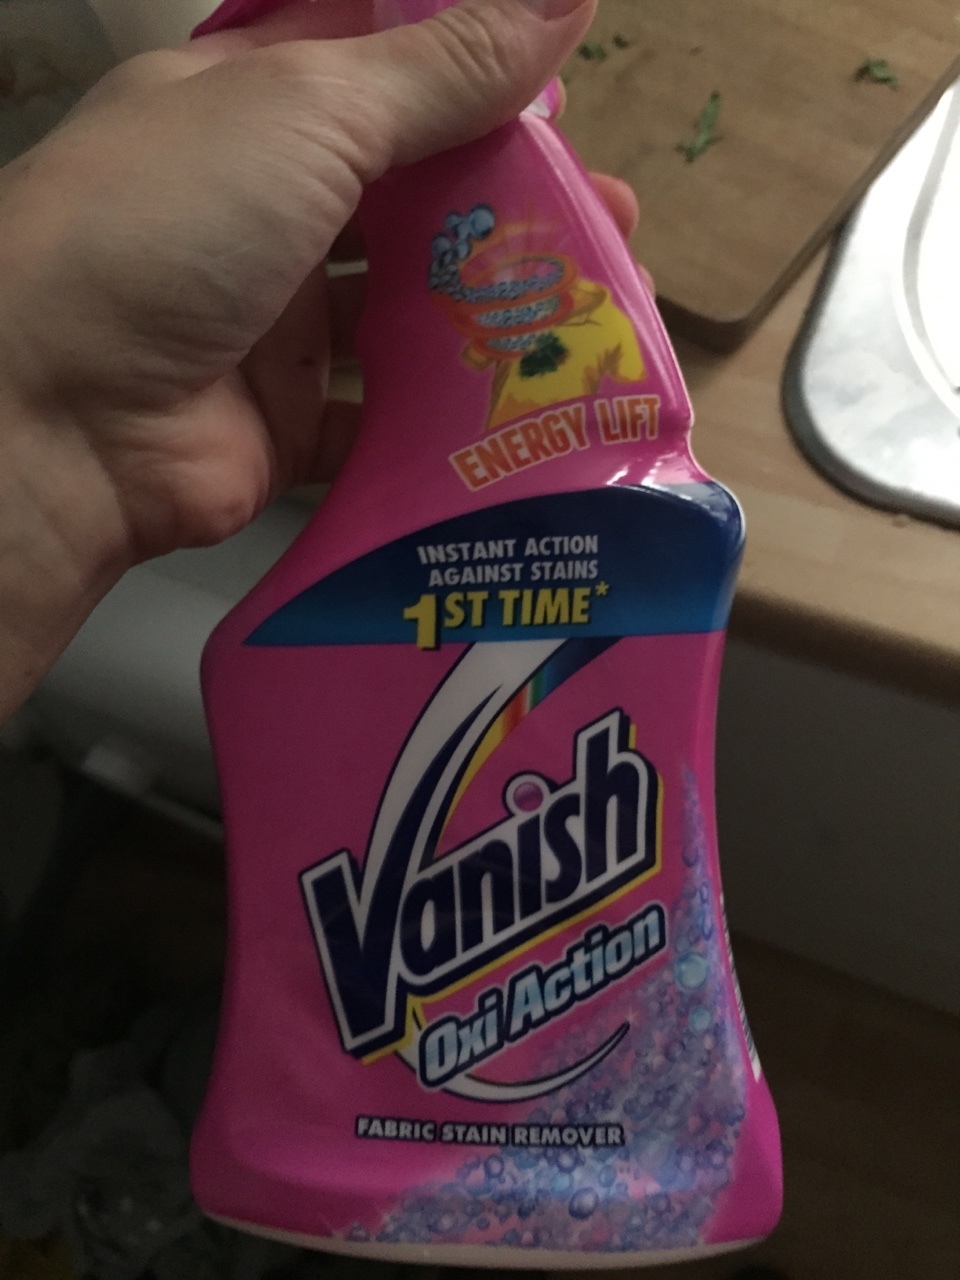 ENERGY LIFT
INSTANT ACTION
AGAINST STAINS
1ST TIME*
Vanish
Oxi Action
FABRIC STAIN REMOVER